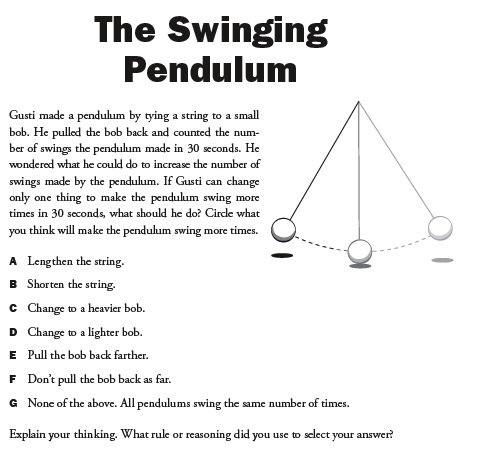 The Swinging
Pendulum
Gusti made a pendulum by tying a string to a small
bob. He pulled the bob back and counted the num-
ber of swings the pendulum made in 30 seconds. He
wondered what he could do to increase the number of
swings made by the pendulum. If Gusti can change
only one thing to make the pendulum swing more
times in 30 seconds, what should he do? Circle what
you think will make the pendulum swing more times.
A Lengthen the string.
B Shorten the string.
C Change to a heavier bob.
D Change to a lighter bob.
E Pull the bob back farther.
F Don't pull the bob back as far.
G None of the above. All pendulums swing the same number of times.
Explain your thinking. What rule or reasoning did you use to select your answer?